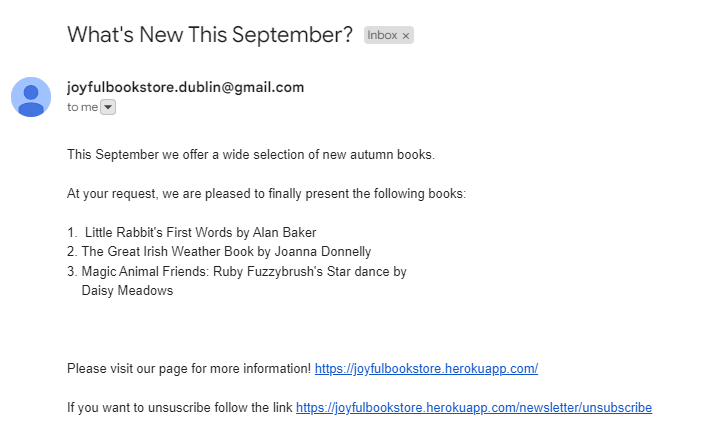 What's New This September? Inbox ×
joyfulbookstore.dublin@gmail.com
to me
This September we offer a wide selection of new autumn books.
At your request, we are pleased to finally present the following books:
1. Little Rabbit's First Words by Alan Baker
2. The Great Irish Weather Book by Joanna Donnelly
3. Magic Animal Friends: Ruby Fuzzybrush's Star dance by
Daisy Meadows
Please visit our page for more information! https://joyfulbookstore.herokuapp.com/
If you want to unsuscribe follow the link https://joyfulbookstore.herokuapp.com/newsletter/unsubscribe